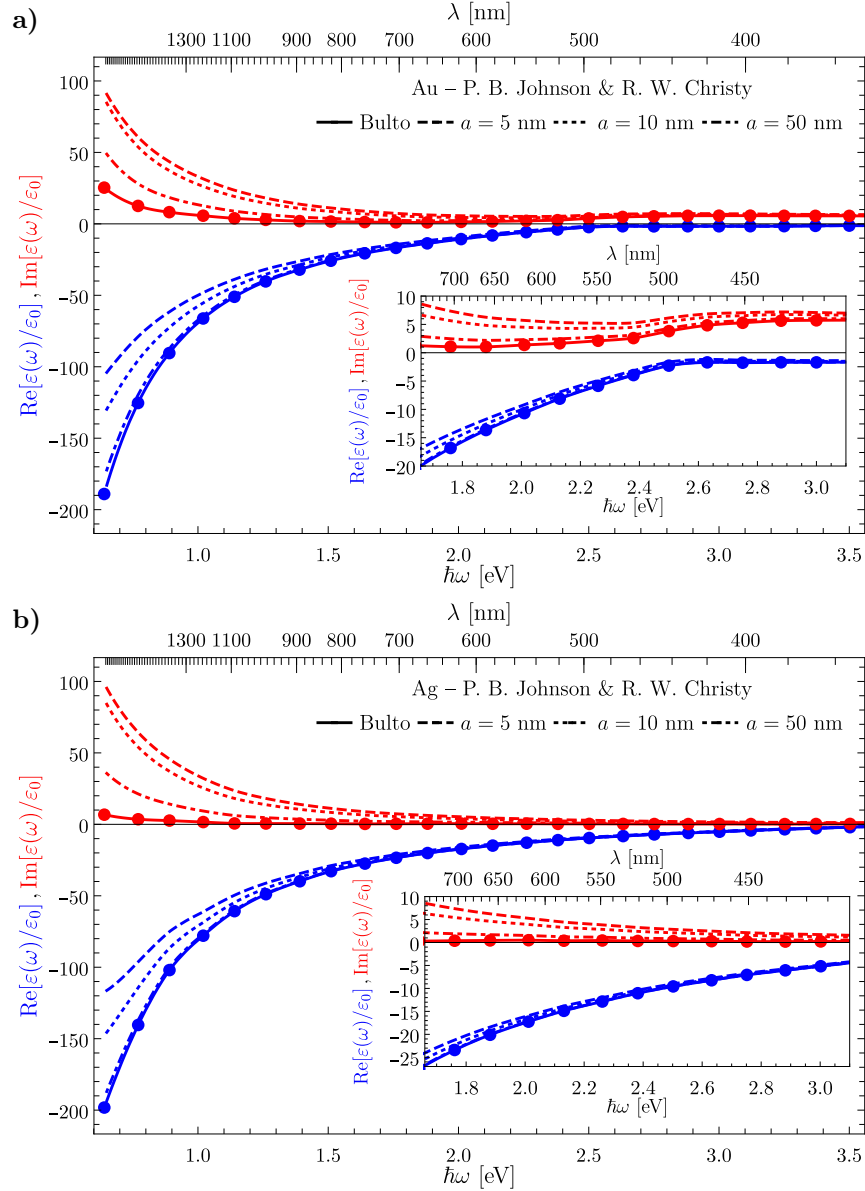 a)
λ [nm]
1300 1100 900 800 700 600 500 400
Au – P. B. Johnson & R. W. Christy
Bulto a = 5 nm a = 10 nm a = 50 nm
100
50
0
−50
−100
−150
−200
Re[ε(ω)/ε₀], Im[ε(ω)/ε₀]
λ [nm]
700 650 600 550 500 450
10
5
0
−5
−10
−15
−20
Re[ε(ω)/ε₀], Im[ε(ω)/ε₀]
1.8 2.0 2.2 2.4 2.6 2.8 3.0
ℏω [eV]
1.0 1.5 2.0 2.5 3.0 3.5
ℏω [eV]
b)
λ [nm]
1300 1100 900 800 700 600 500 400
Ag – P. B. Johnson & R. W. Christy
Bulto a = 5 nm a = 10 nm a = 50 nm
100
50
0
−50
−100
−150
−200
Re[ε(ω)/ε₀], Im[ε(ω)/ε₀]
λ [nm]
700 650 600 550 500 450
10
5
0
−5
−10
−15
−20
−25
Re[ε(ω)/ε₀], Im[ε(ω)/ε₀]
1.8 2.0 2.2 2.4 2.6 2.8 3.0
ℏω [eV]
1.0 1.5 2.0 2.5 3.0 3.5
ℏω [eV]